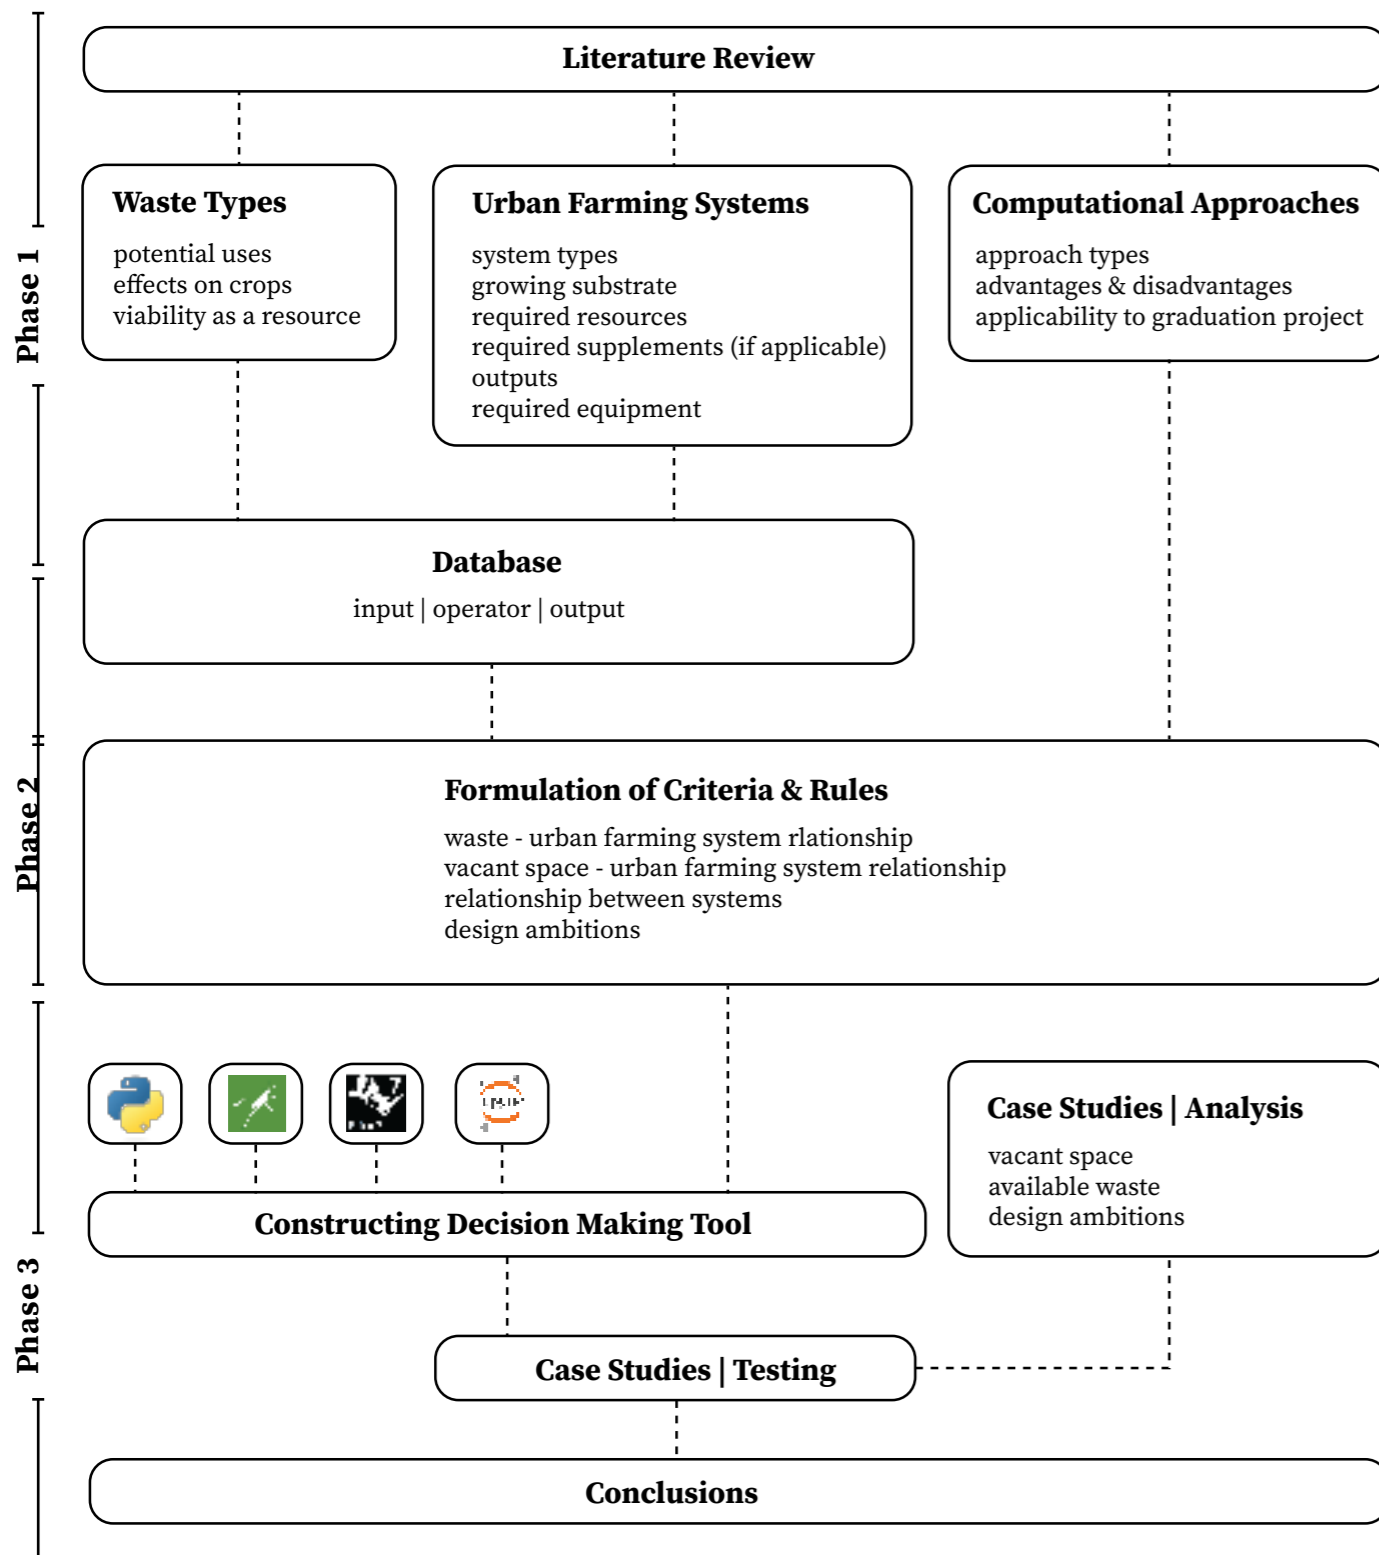 Literature Review
Phase 1
Waste Types
potential uses
effects on crops
viability as a resource
Urban Farming Systems
system types
growing substrate
required resources
required supplements (if applicable)
outputs
required equipment
Computational Approaches
approach types
advantages & disadvantages
applicability to graduation project
Database
input | operator | output
Phase 2
Formulation of Criteria & Rules
waste - urban farming system rlationship
vacant space - urban farming system relationship
relationship between systems
design ambitions
Phase 3
Case Studies | Analysis
vacant space
available waste
design ambitions
Constructing Decision Making Tool
Case Studies | Testing
Conclusions